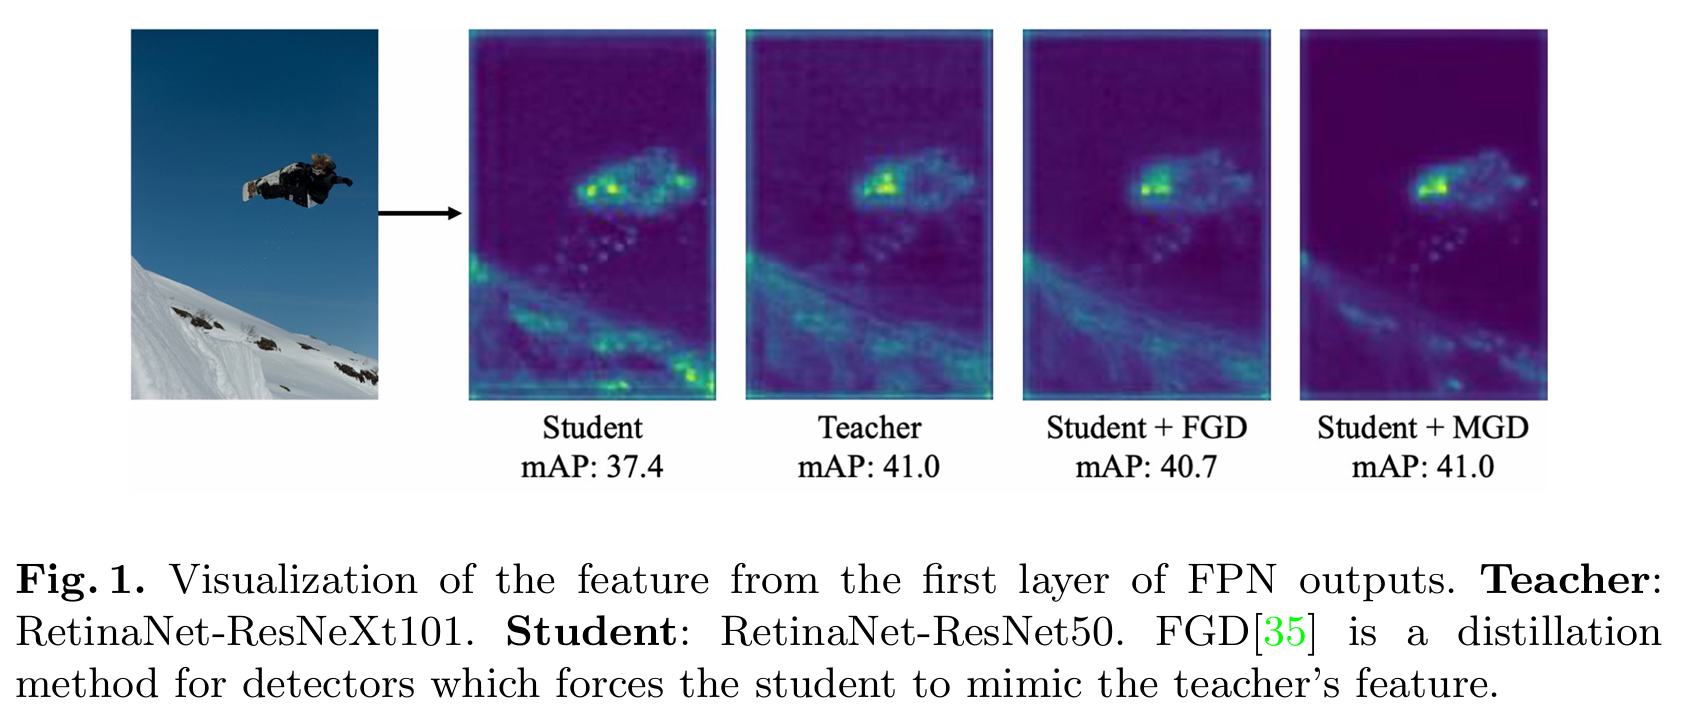 Student
mAP: 37.4
Teacher
mAP: 41.0
Student + FGD
mAP: 40.7
Student + MGD
mAP: 41.0
Fig. 1. Visualization of the feature from the first layer of FPN outputs. Teacher:
RetinaNet-ResNeXt101. Student: RetinaNet-ResNet50. FGD[35] is a distillation
method for detectors which forces the student to mimic the teacher's feature.